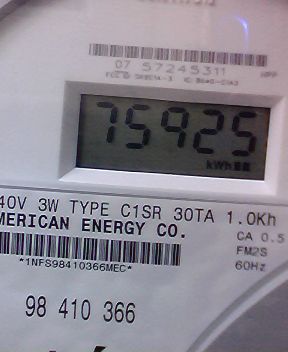 07 57245311
75925
kWh
40V 3W TYPE C1SR 30TA 1.0Kh
MERICAN ENERGY CO.
CA 0.5
FM2S
*1NFS98410366MEC*
60Hz
98 410 366